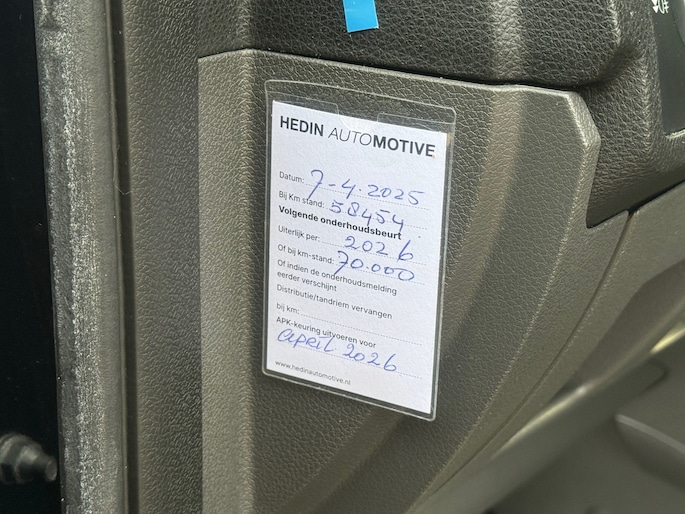 HEDIN AUTOMOTIVE
Datum: 7-4-2025
Bij Km stand: 58454
Volgende onderhoudsbeurt
Uiterlijk per: 2026
Of bij km-stand: 70.000
Of indien de onderhoudsmelding
eerder verschijnt
Distributie/tandriem vervangen
bij km:
APK-keuring uitvoeren voor
april 2026
www.hedinautomotive.nl